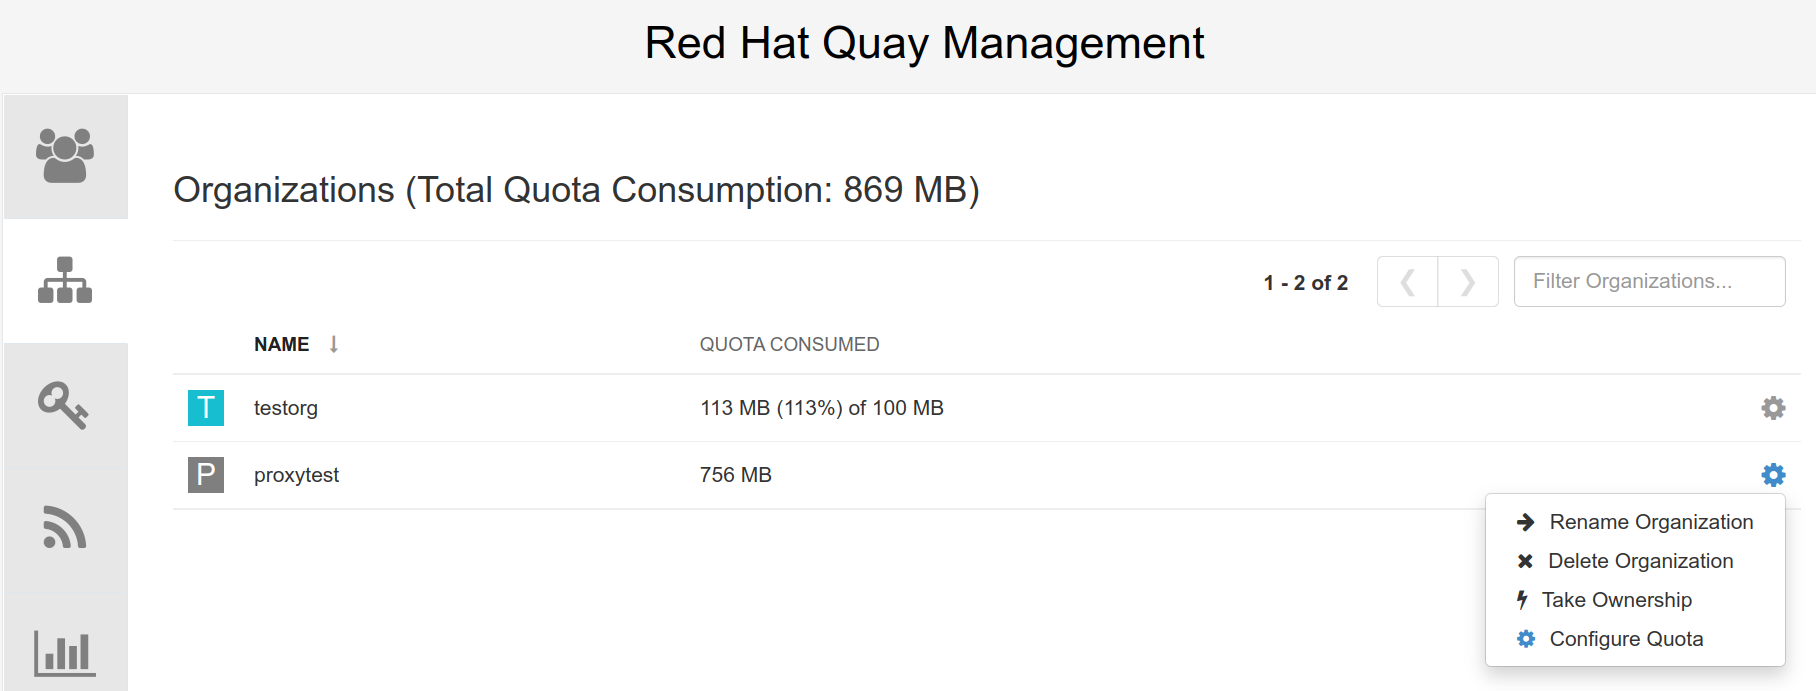 Red Hat Quay Management
Organizations (Total Quota Consumption: 869 MB)
1 - 2 of 2
Filter Organizations...
NAME QUOTA CONSUMED
T testorg 113 MB (113%) of 100 MB
P proxytest 756 MB
Rename Organization
Delete Organization
Take Ownership
Configure Quota